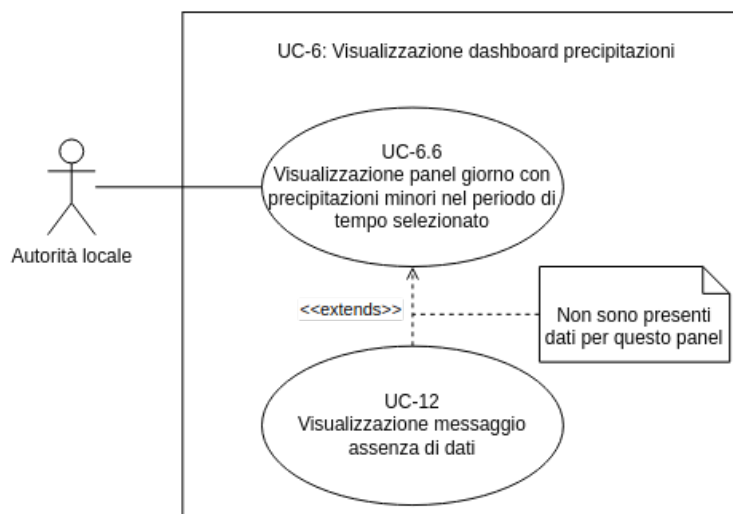 UC-6: Visualizzazione dashboard precipitazioni
UC-6.6
Visualizzazione panel giorno con
precipitazioni minori nel periodo di
tempo selezionato
Autorità locale
<<extends>>
Non sono presenti
dati per questo panel
UC-12
Visualizzazione messaggio
assenza di dati